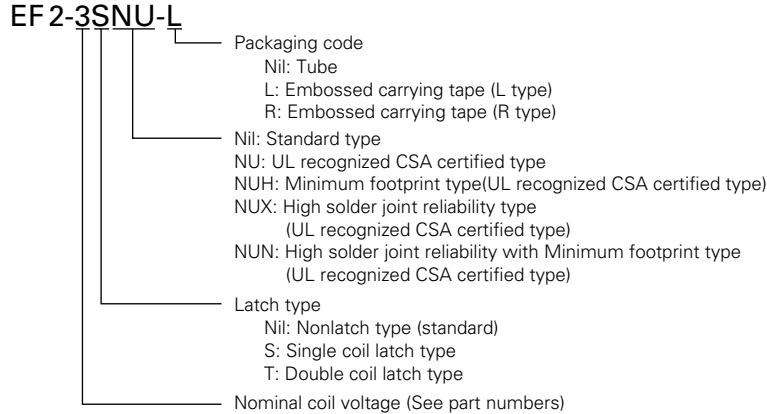 EF2-3SNU-L
Packaging code
Nil: Tube
L: Embossed carrying tape (L type)
R: Embossed carrying tape (R type)
Nil: Standard type
NU: UL recognized CSA certified type
NUH: Minimum footprint type(UL recognized CSA certified type)
NUX: High solder joint reliability type
(UL recognized CSA certified type)
NUN: High solder joint reliability with Minimum footprint type
(UL recognized CSA certified type)
Latch type
Nil: Nonlatch type (standard)
S: Single coil latch type
T: Double coil latch type
Nominal coil voltage (See part numbers)